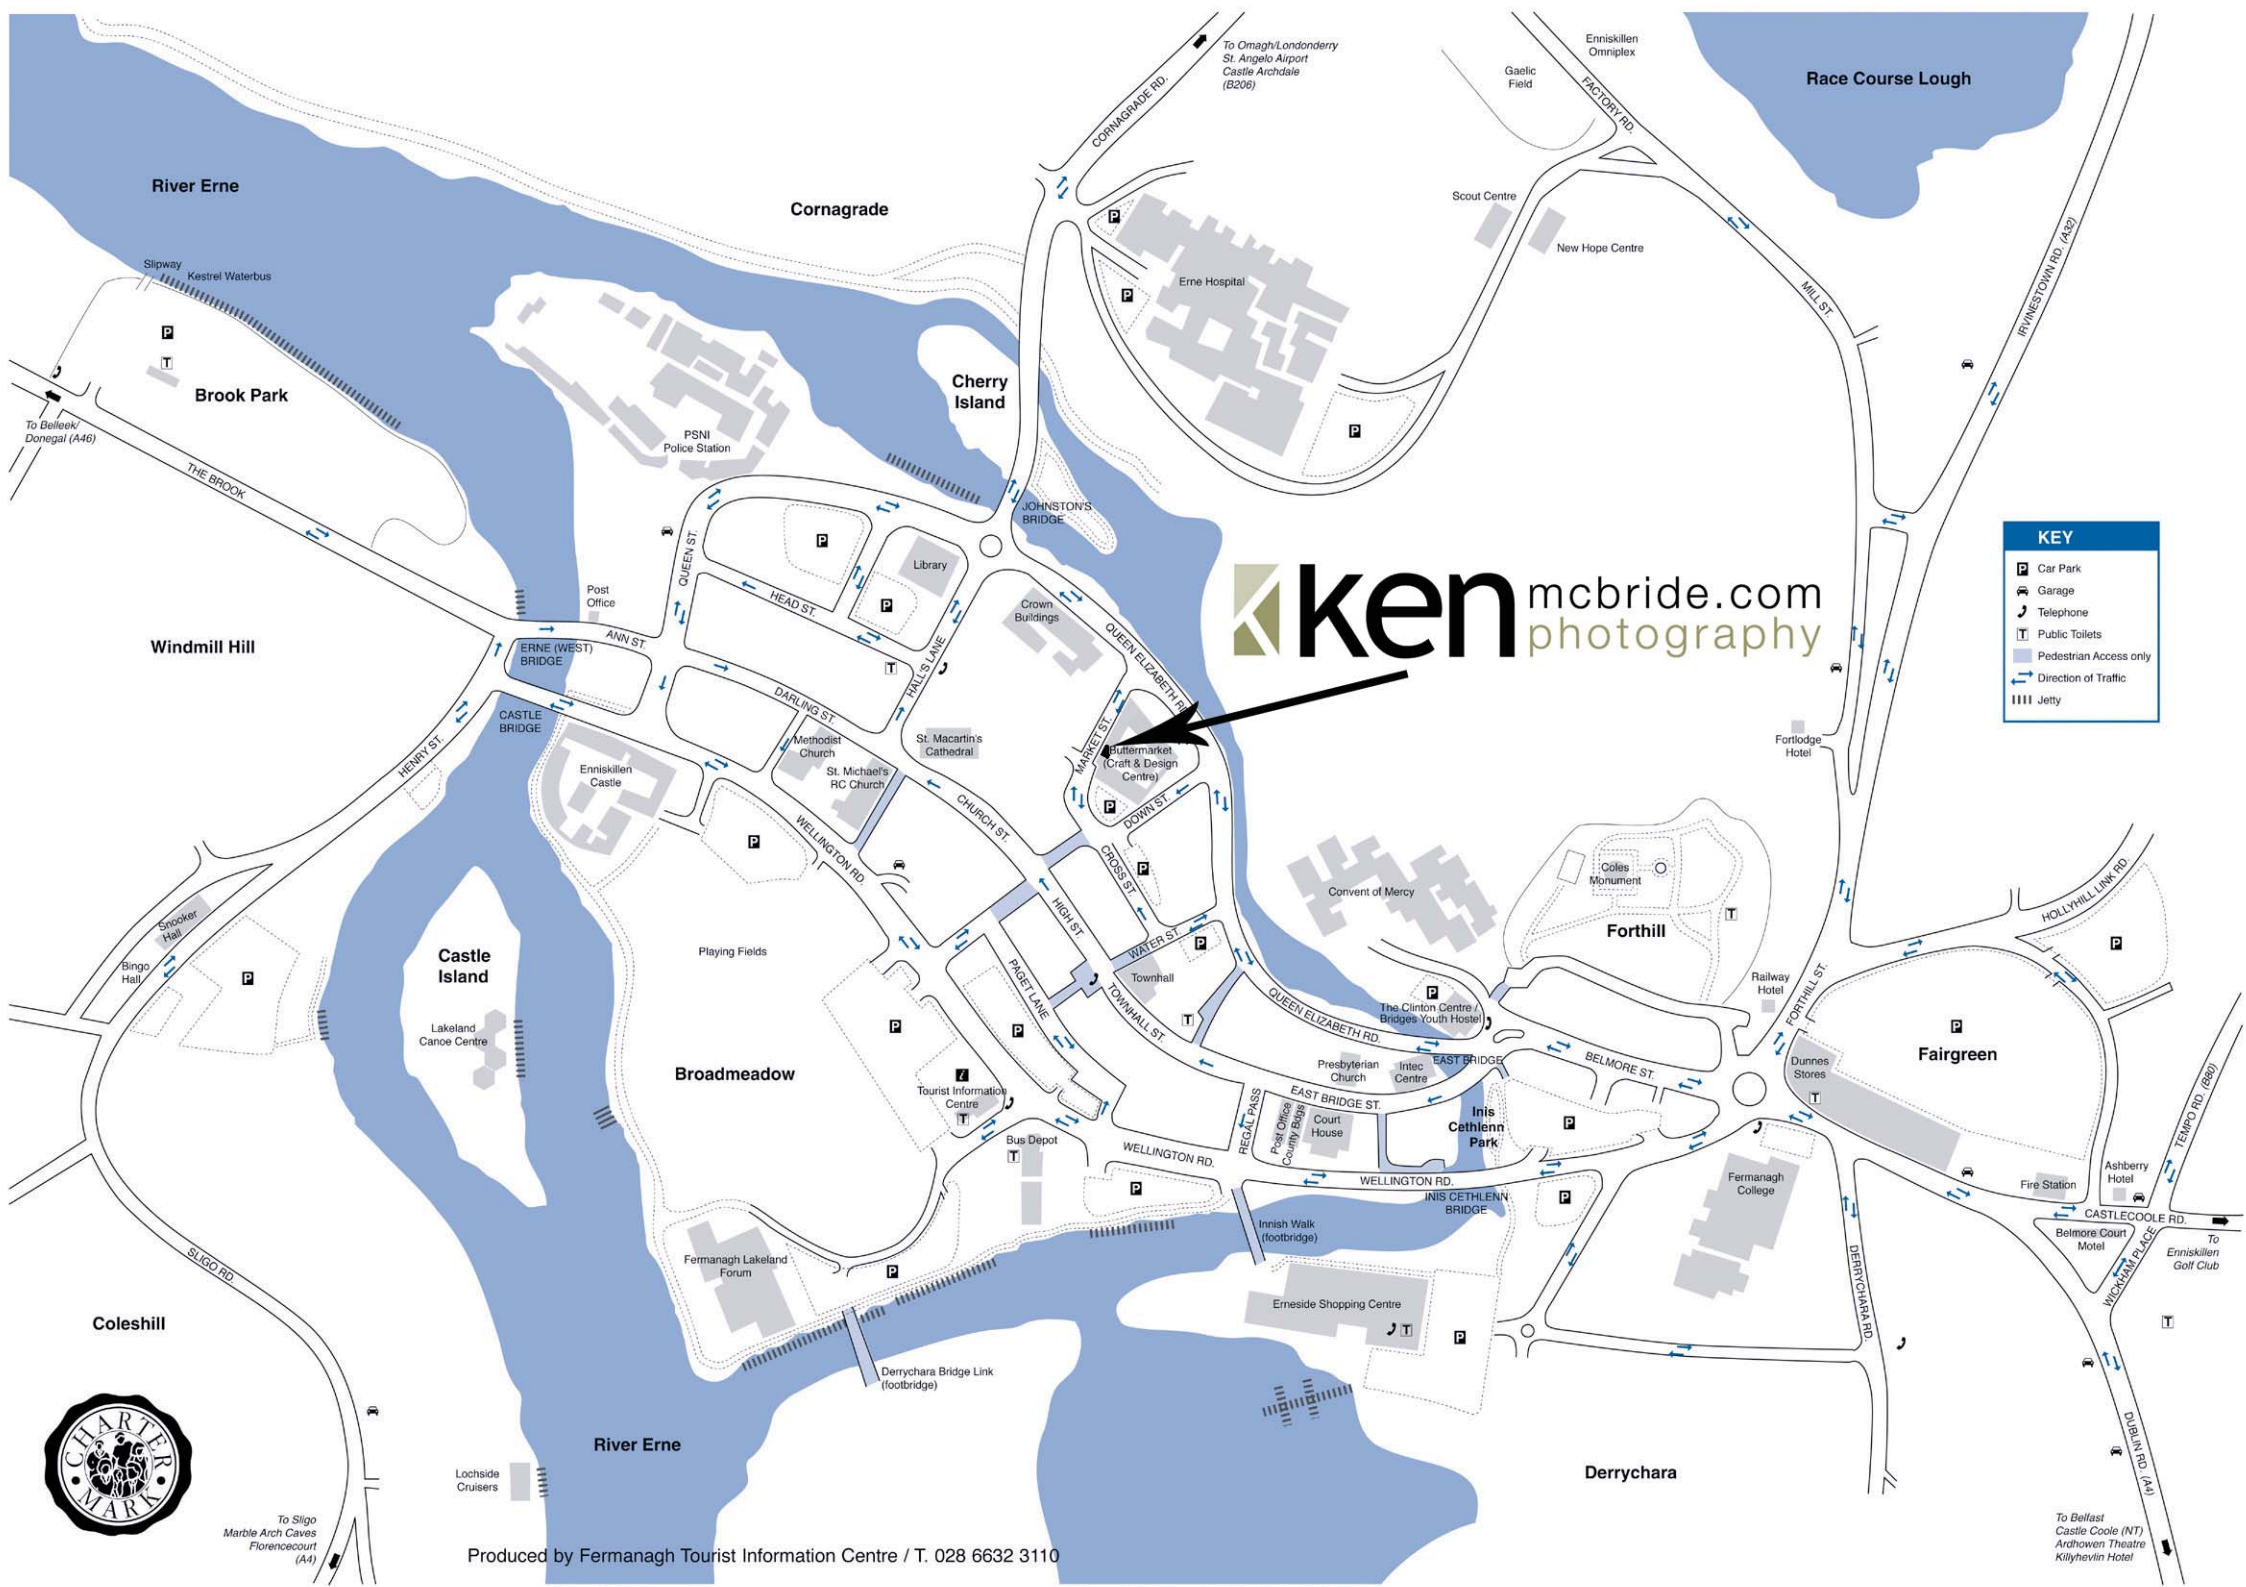 To Omagh/Londonderry
St. Angelo Airport
Castle Archdale
(B206)
CORNAGRADE RD.
Gaelic
Field
Enniskillen
Omniplex
FACTORY RD.
Race Course Lough
River Erne
Cornagrade
Scout Centre
New Hope Centre
Slipway
Kestrel Waterbus
P
T
Brook Park
To Belleek/
Donegal (A46)
THE BROOK
PSNI
Police Station
Cherry
Island
P
P
Erne Hospital
P
MILL ST.
IRVINESTOWN RD. (A32)
JOHNSTON'S
BRIDGE
QUEEN ST.
P
Library
P
HEAD ST.
Post
Office
ANN ST.
ERNE (WEST)
BRIDGE
Windmill Hill
T
HALL'S LANE
Crown
Buildings
QUEEN ELIZABETH RD.
ken
mcbride.com
photography
KEY
P Car Park
Garage
Telephone
T Public Toilets
Pedestrian Access only
Direction of Traffic
Jetty
DARLING ST.
CASTLE
BRIDGE
HENRY ST.
Enniskillen
Castle
Methodist
Church
St. Michael's
RC Church
St. Macartin's
Cathedral
MARKET ST.
Buttermarket
(Craft & Design
Centre)
P
DOWN ST.
Fortlodge
Hotel
P
WELLINGTON RD.
CHURCH ST.
CROSS ST.
P
Convent of Mercy
Coles
Monument
T
Forthill
HOLLYHILL LINK RD.
P
Snooker
Hall
Bingo
Hall
P
Castle
Island
Lakeland
Canoe Centre
Playing Fields
HIGH ST.
WATER ST.
P
Townhall
PAGET LANE
TOWNHALL ST.
T
QUEEN ELIZABETH RD.
P
The Clinton Centre /
Bridges Youth Hostel
Railway
Hotel
FORTHILL ST.
P
Fairgreen
Broadmeadow
P
P
i
Tourist Information
Centre
T
Presbyterian
Church
Intec
Centre
EAST BRIDGE
BELMORE ST.
Dunnes
Stores
T
Bus Depot
T
REGAL PASS
EAST BRIDGE ST.
Post Office
County Bdgs
Court
House
Inis
Cethlenn
Park
P
WELLINGTON RD.
WELLINGTON RD.
P
INIS CETHLENN
BRIDGE
P
Fermanagh
College
Fire Station
Ashberry
Hotel
TEMPO RD. (B80)
CASTLECOOLE RD.
Belmore Court
Motel
To
Enniskillen
Golf Club
WICKHAM PLACE
T
Innish Walk
(footbridge)
Fermanagh Lakeland
Forum
P
Erneside Shopping Centre
T
P
DERRYCHARA RD.
SLIGO RD.
Coleshill
Derrychara Bridge Link
(footbridge)
CHARTER
MARK
River Erne
Lochside
Cruisers
Derrychara
DUBLIN RD. (A4)
To Sligo
Marble Arch Caves
Florencecourt
(A4)
Produced by Fermanagh Tourist Information Centre / T. 028 6632 3110
To Belfast
Castle Coole (NT)
Ardhowen Theatre
Killyhevlin Hotel